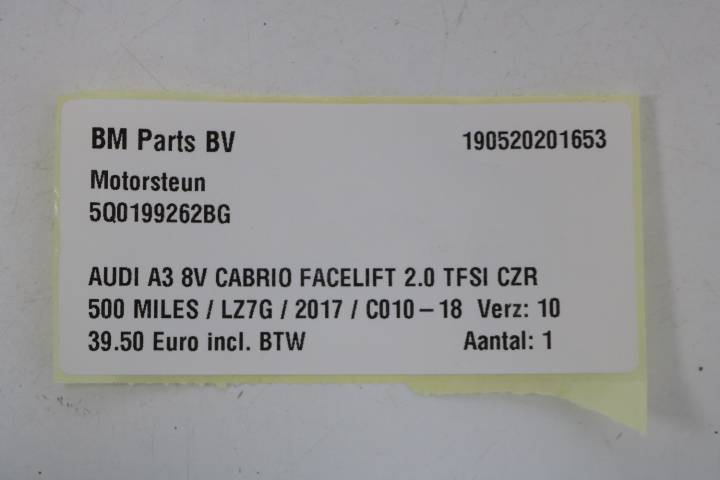 BM Parts BV 190520201653
Motorsteun
5Q0199262BG
AUDI A3 8V CABRIO FACELIFT 2.0 TFSI CZR
500 MILES / LZ7G / 2017 / C010-18 Verz: 10
39.50 Euro incl. BTW Aantal: 1